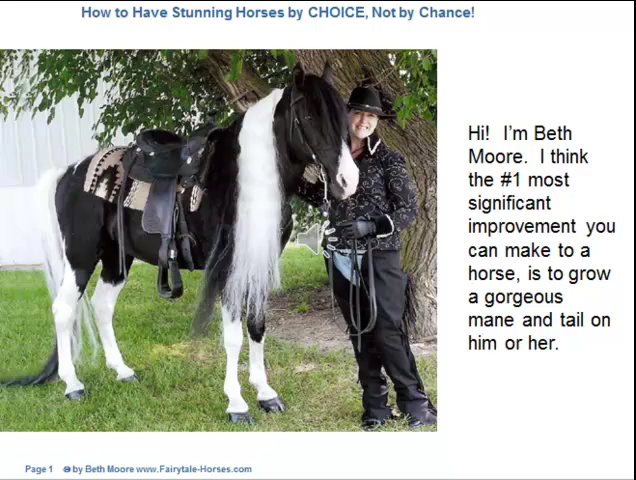 How to Have Stunning Horses by CHOICE, Not by Chance!
Hi! I'm Beth
Moore. I think
the #1 most
significant
improvement you
can make to a
horse, is to grow
a gorgeous
mane and tail on
him or her.
Page 1 © by Beth Moore www.Fairytale-Horses.com